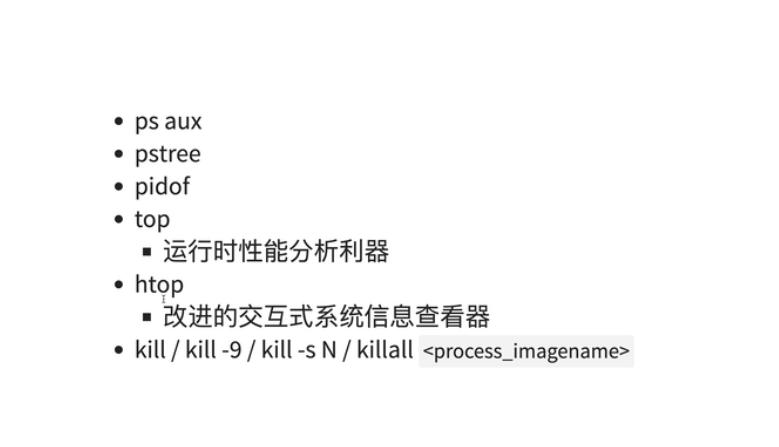 ps aux
pstree
pidof
top
运行时性能分析利器
htop
改进的交互式系统信息查看器
kill / kill -9 / kill -s N / killall <process_imagename>